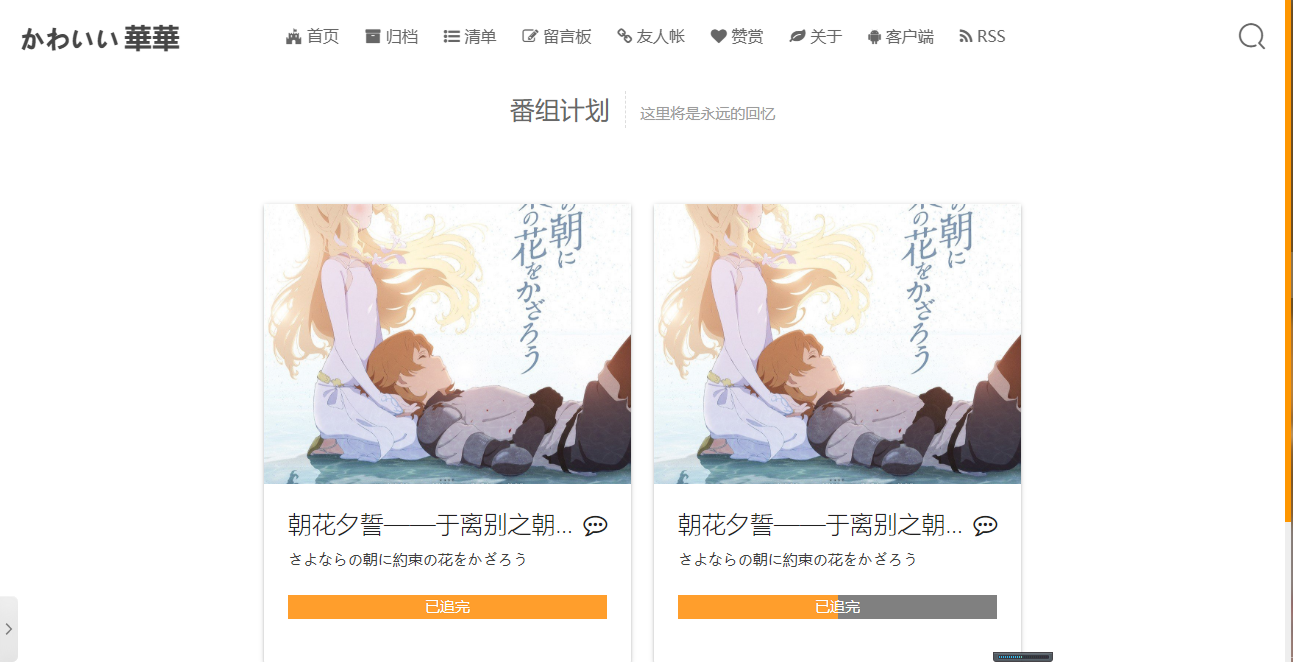 かわいい 華華
首页 归档 清单 留言板 友人帐 赞赏 关于 客户端 RSS
番组计划 这里将是永远的回忆
の朝に
束の花をかざろう
の朝に
束の花をかざろう
朝花夕誓——于离别之朝...
さよならの朝に約束の花をかざろう
已追完
朝花夕誓——于离别之朝...
さよならの朝に約束の花をかざろう
已追完